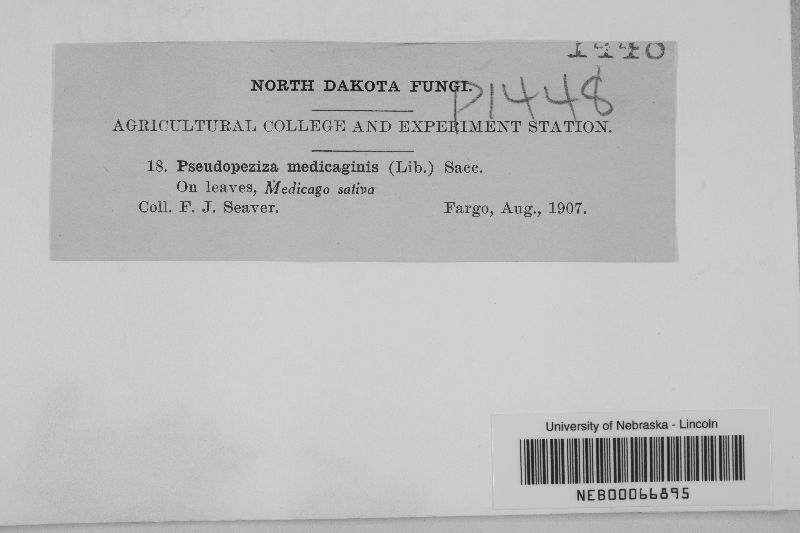 NORTH DAKOTA FUNGI.
P1448
AGRICULTURAL COLLEGE AND EXPERIMENT STATION.
18. Pseudopeziza medicaginis (Lib.) Sacc.
On leaves, Medicago sativa
Coll. F. J. Seaver. Fargo, Aug., 1907.
University of Nebraska - Lincoln
NEB00066895